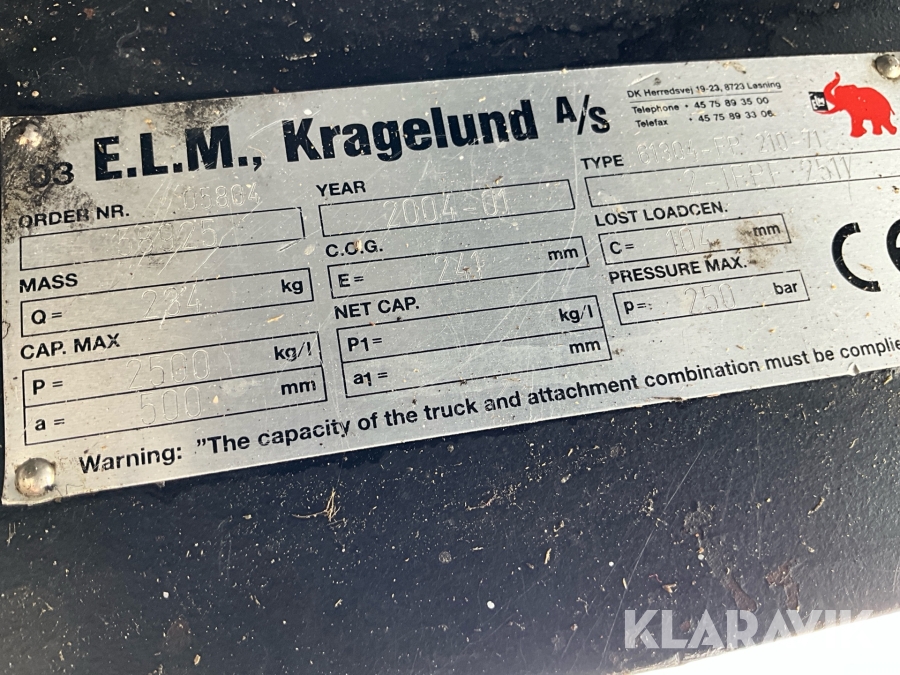 03 E.L.M., Kragelund A/s
DK Herredsvej 19-23, 8723 Løsning
Telephone • 45 75 89 35 00
Telefax • 45 75 89 33 06
elm
ORDER NR.
YEAR
2004-01
TYPE
MASS
Q= kg
C.O.G.
E= mm
LOST LOADCEN.
C= 104 mm
CAP. MAX
P= 2500 kg/l
a= 500 mm
NET CAP.
P1= kg/l
a1= mm
PRESSURE MAX.
P= 250 bar
CE
Warning: ”The capacity of the truck and attachment combination must be complie
KLARAVIK